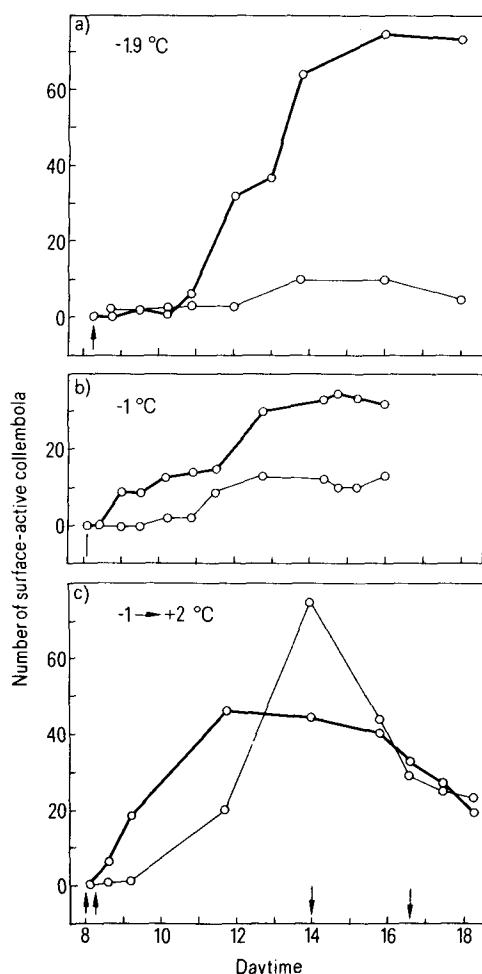 a)
-1.9 °C
60
40
20
0
b)
-1 °C
20
0
c)
-1 → +2 °C
60
40
20
0
8 10 12 14 16 18
Daytime
Number of surface-active collembola